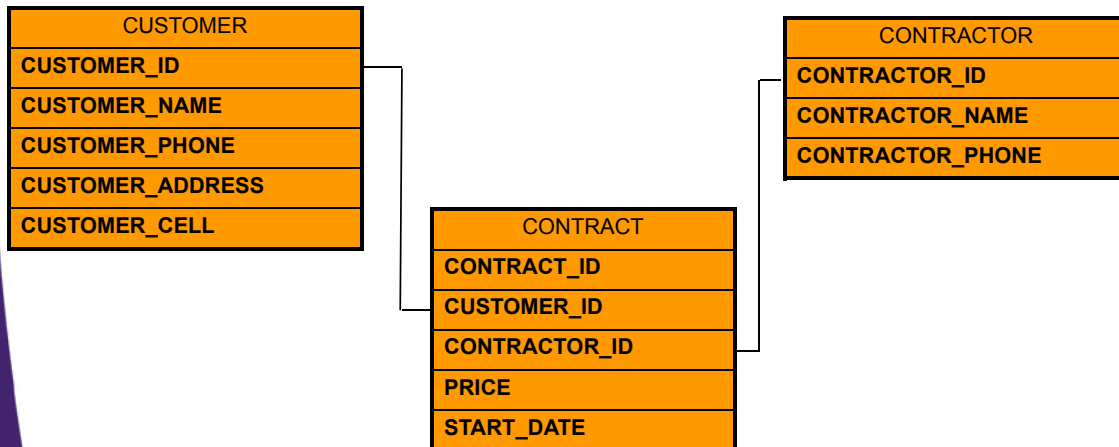 CUSTOMER
CUSTOMER_ID
CUSTOMER_NAME
CUSTOMER_PHONE
CUSTOMER_ADDRESS
CUSTOMER_CELL
CONTRACTOR
CONTRACTOR_ID
CONTRACTOR_NAME
CONTRACTOR_PHONE
CONTRACT
CONTRACT_ID
CUSTOMER_ID
CONTRACTOR_ID
PRICE
START_DATE